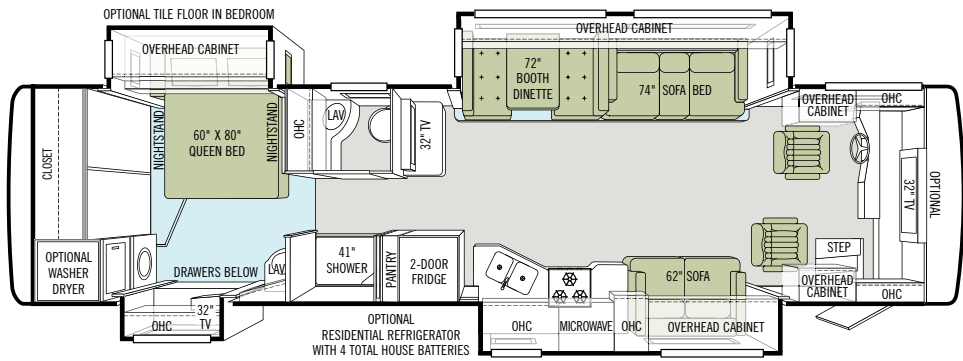 OPTIONAL TILE FLOOR IN BEDROOM
OVERHEAD CABINET
OVERHEAD CABINET
72"
BOOTH
DINETTE
74" SOFA BED
OVERHEAD
CABINET
OHC
CLOSET
NIGHTSTAND
60" X 80"
QUEEN BED
NIGHTSTAND
OHC
LAV
32" TV
32" TV
OPTIONAL
OPTIONAL
WASHER
DRYER
DRAWERS BELOW
LAV
41"
SHOWER
PANTRY
2-DOOR
FRIDGE
62" SOFA
STEP
OVERHEAD
CABINET
OHC
OHC
32"
TV
OPTIONAL
RESIDENTIAL REFRIGERATOR
WITH 4 TOTAL HOUSE BATTERIES
OHC
MICROWAVE
OHC
OVERHEAD CABINET